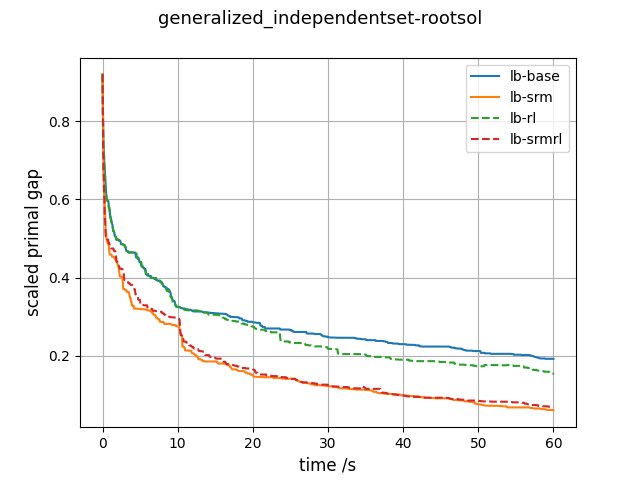 generalized_independentset-rootsol
lb-base
lb-srm
lb-rl
lb-srmrl
scaled primal gap
0.8
0.6
0.4
0.2
0 10 20 30 40 50 60
time /s